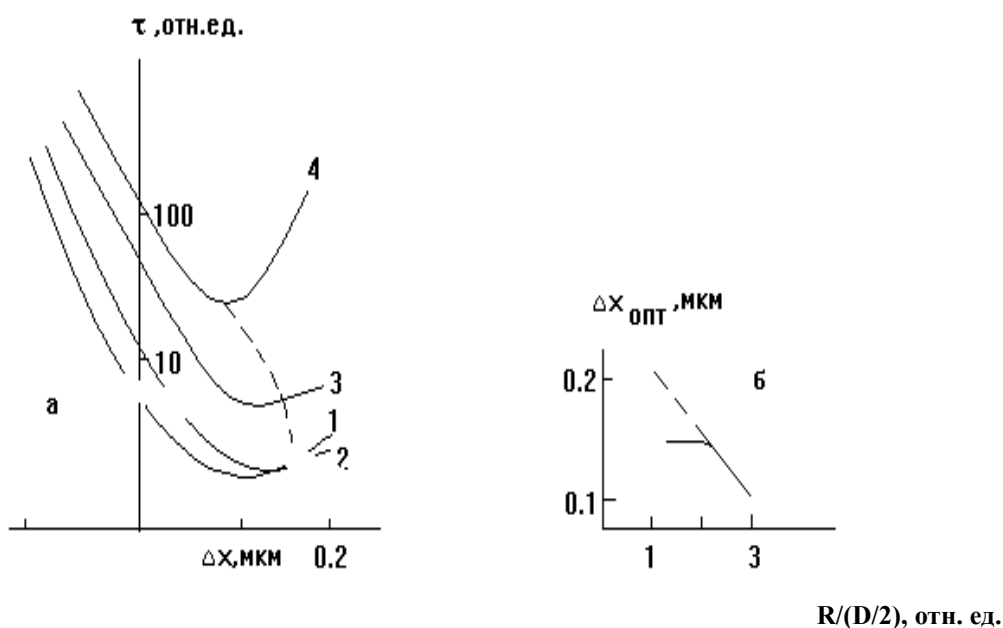 τ ,отн.ед.
4
100
Δx опт ,мкм
10
3
0.2
б
а
1
2
0.1
Δx,мкм 0.2
1 3
R/(D/2), отн. ед.